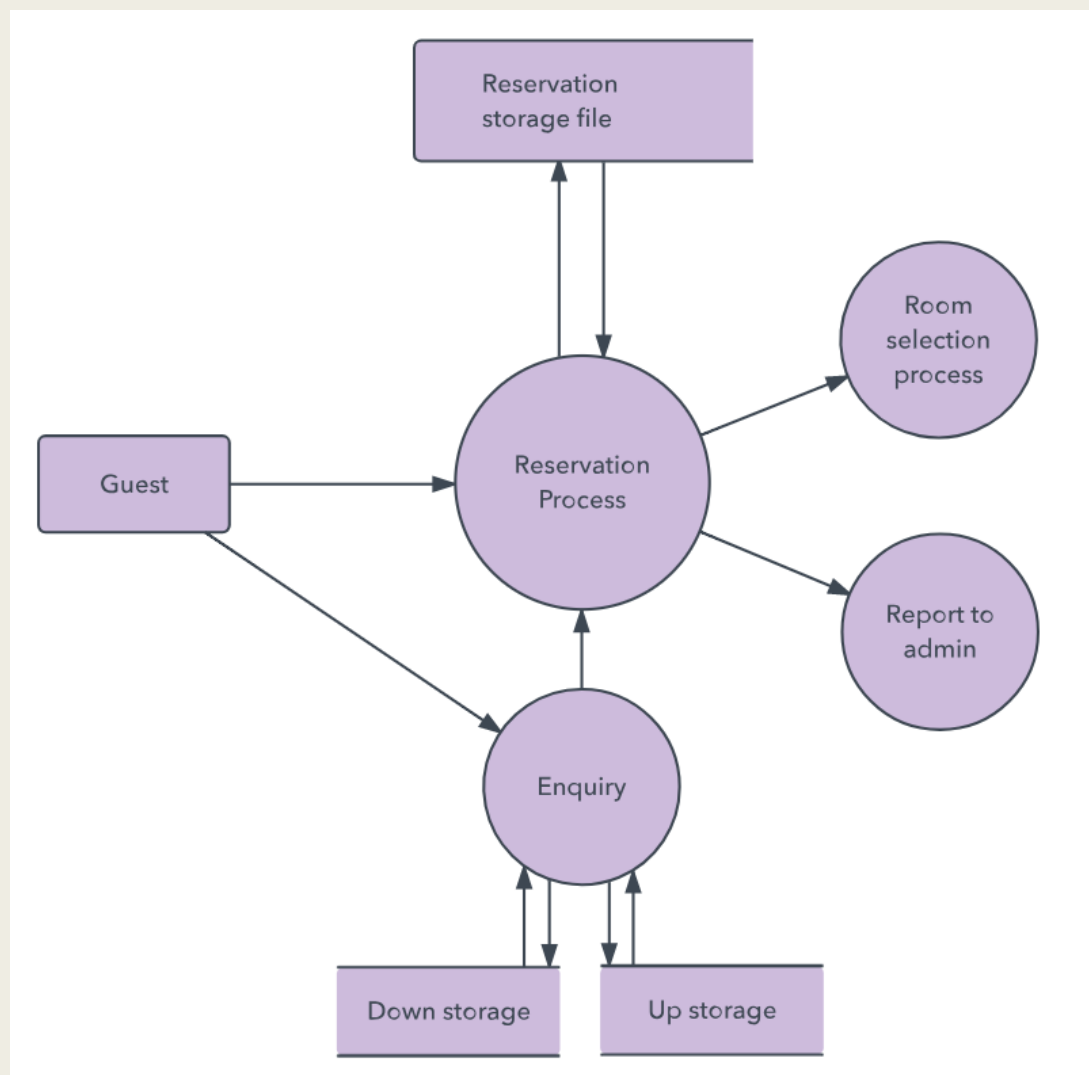 Reservation
storage file
Room
selection
process
Guest
Reservation
Process
Report to
admin
Enquiry
Down storage
Up storage